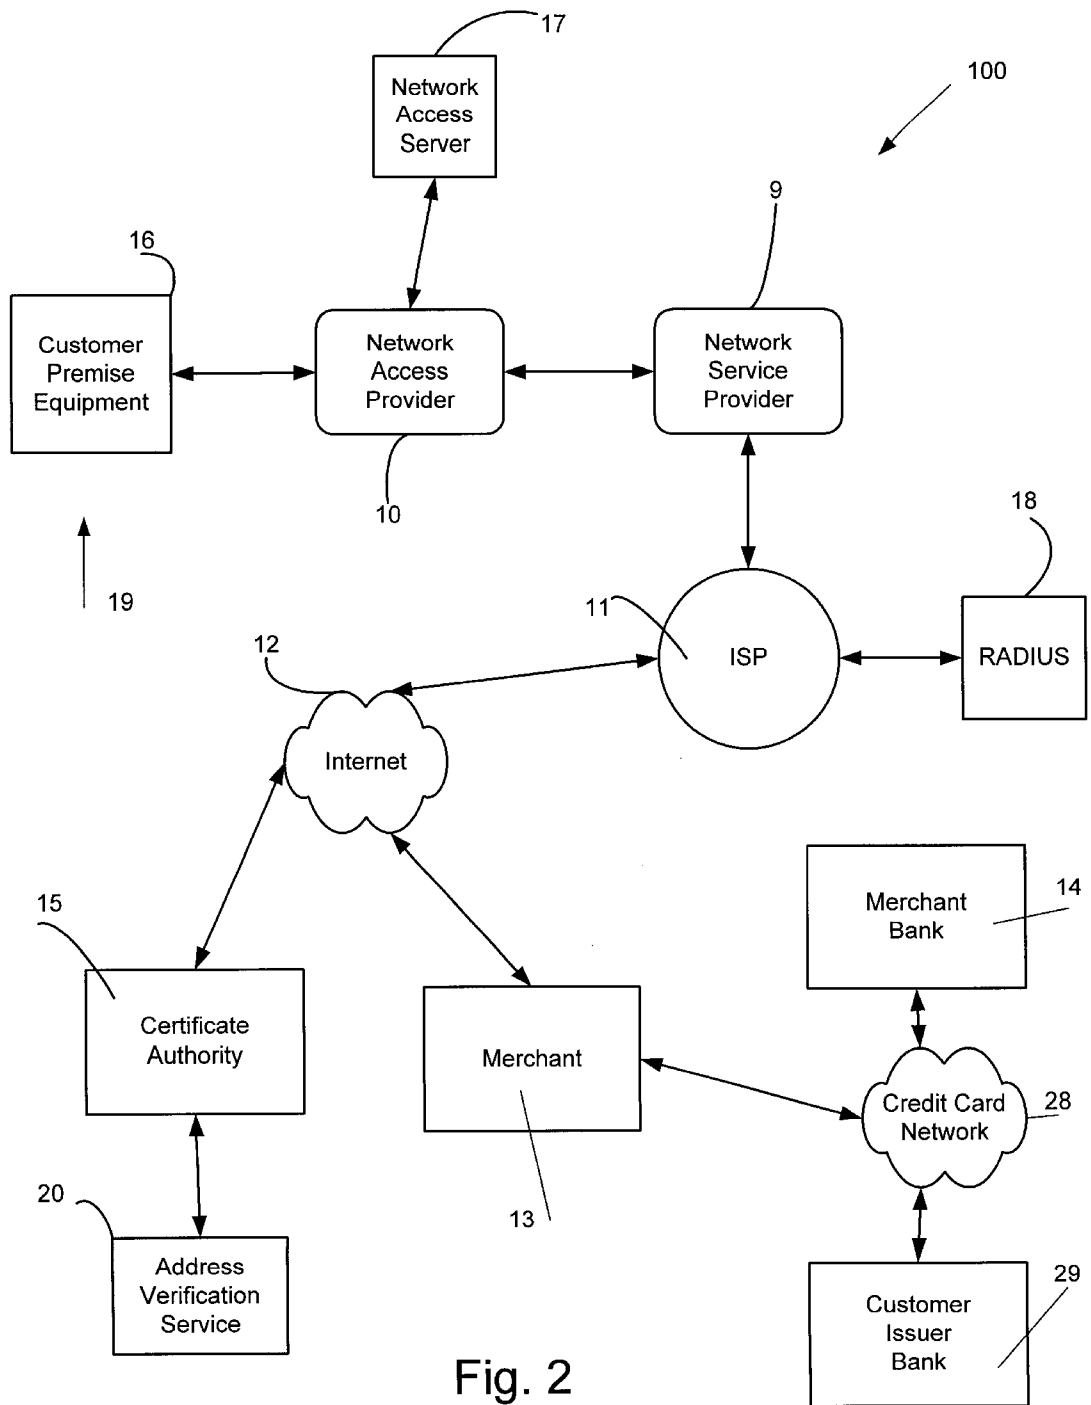 17
Network
Access
Server
100
9
16
Customer
Premise
Equipment
Network
Access
Provider
Network
Service
Provider
10
18
19
11
ISP
RADIUS
12
Internet
15
Certificate
Authority
Merchant
13
Merchant
Bank
14
Credit Card
Network
28
20
Address
Verification
Service
Customer
Issuer
Bank
29
Fig. 2